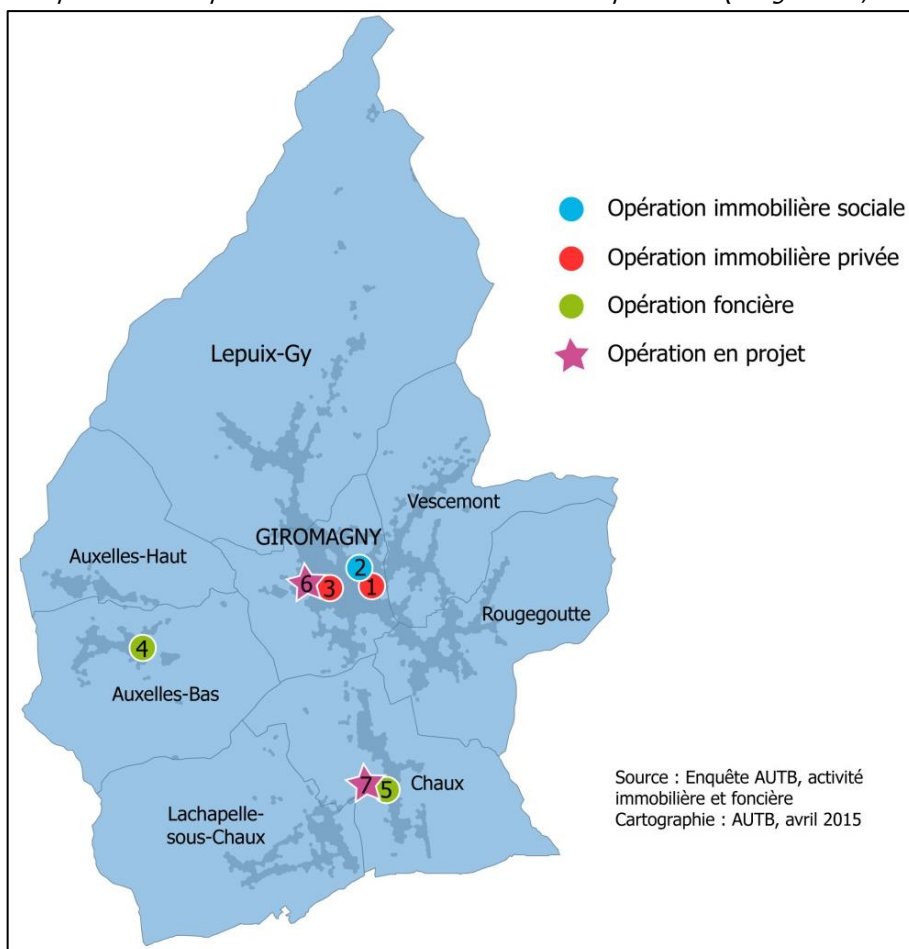 Opération immobilière sociale
Opération immobilière privée
Opération foncière
Opération en projet
Lepuix-Gy
Vescemont
GIROMAGNY
Auxelles-Haut
2
6
3
1
Rougegoutte
4
Auxelles-Bas
7
5
Chaux
Lachapelle-
sous-Chaux
Source : Enquête AUTB, activité
immobilière et foncière
Cartographie : AUTB, avril 2015